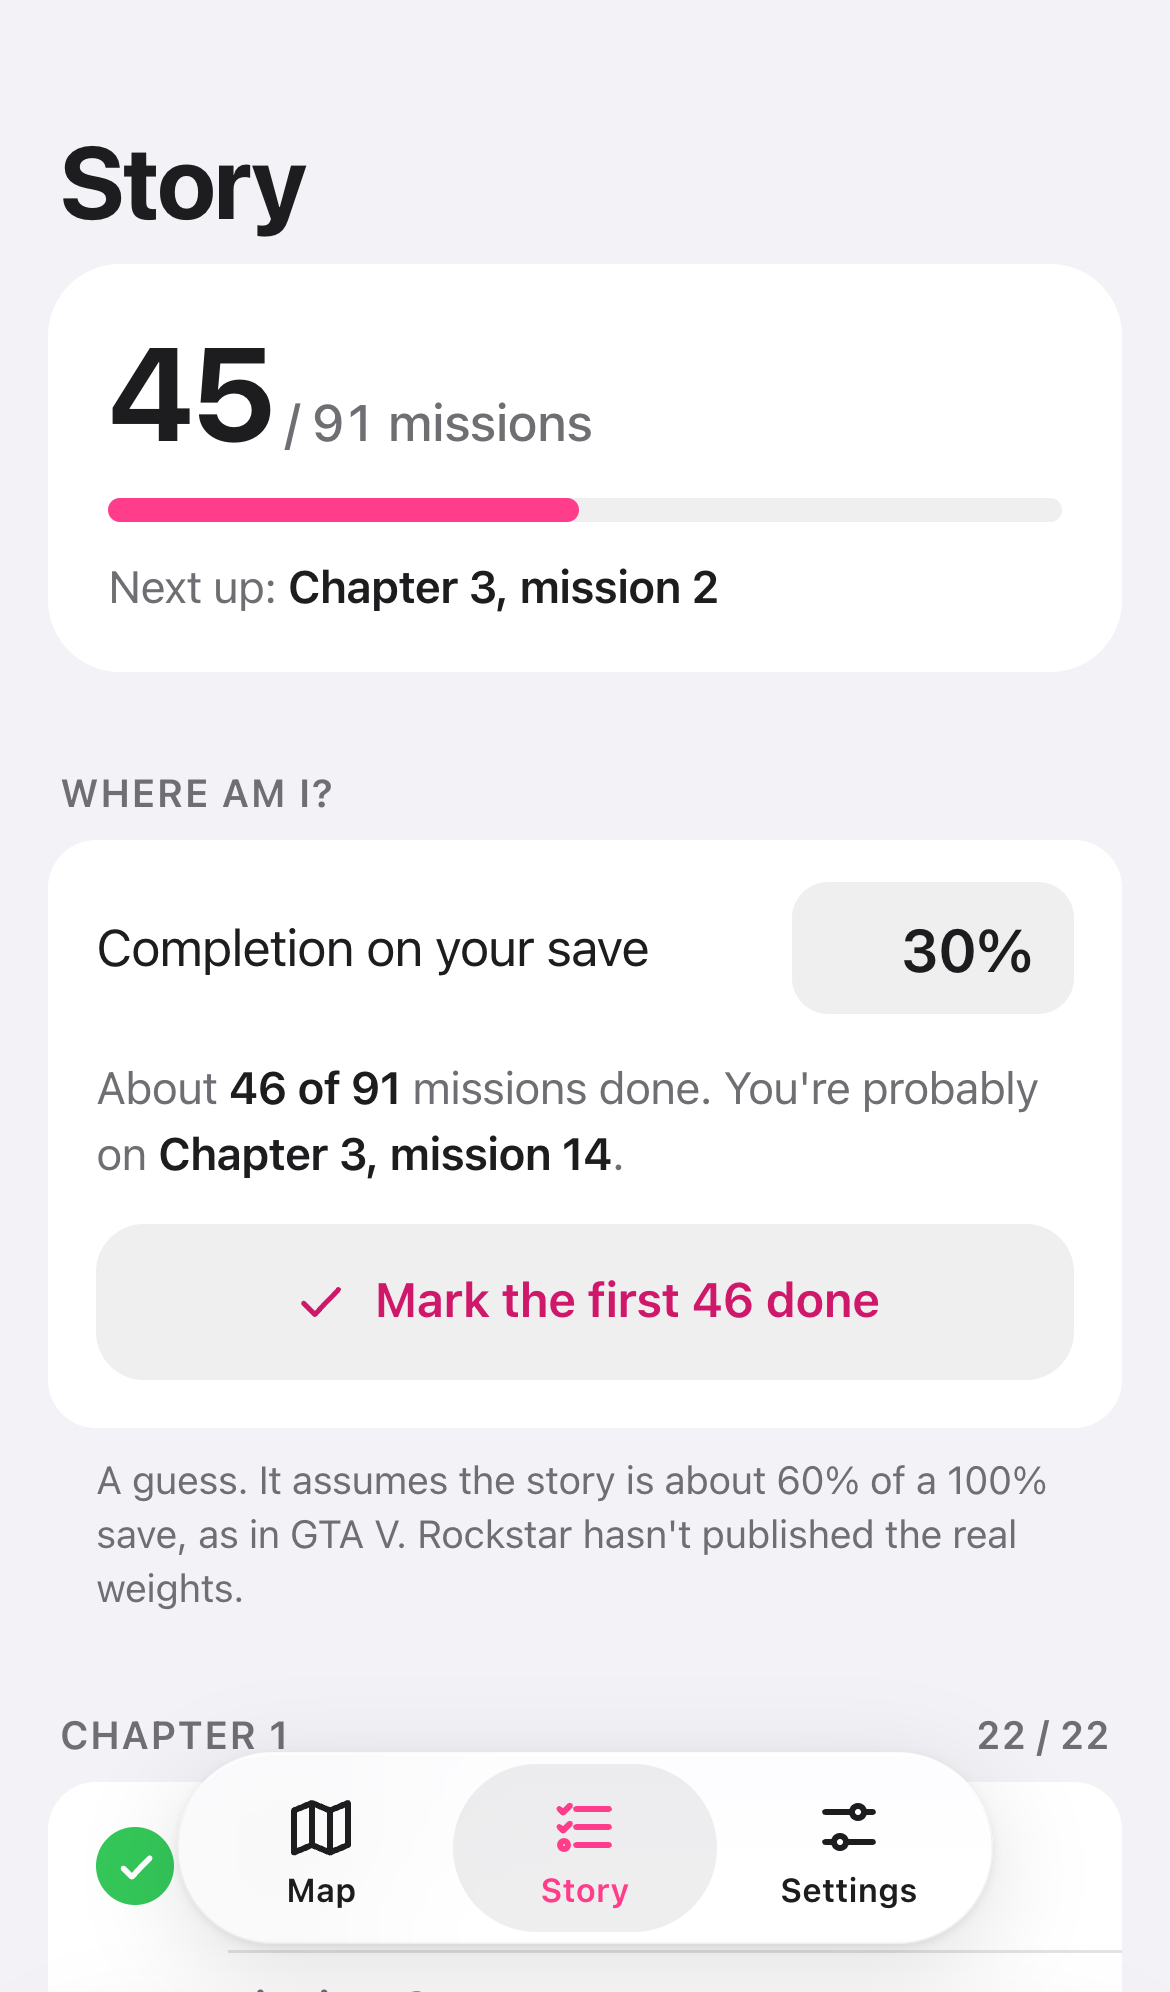 Story
45 / 91 missions
Next up: Chapter 3, mission 2
WHERE AM I?
Completion on your save
30%
About 46 of 91 missions done. You're probably
on Chapter 3, mission 14.
Mark the first 46 done
A guess. It assumes the story is about 60% of a 100%
save, as in GTA V. Rockstar hasn't published the real
weights.
CHAPTER 1
22 / 22
Map
Story
Settings